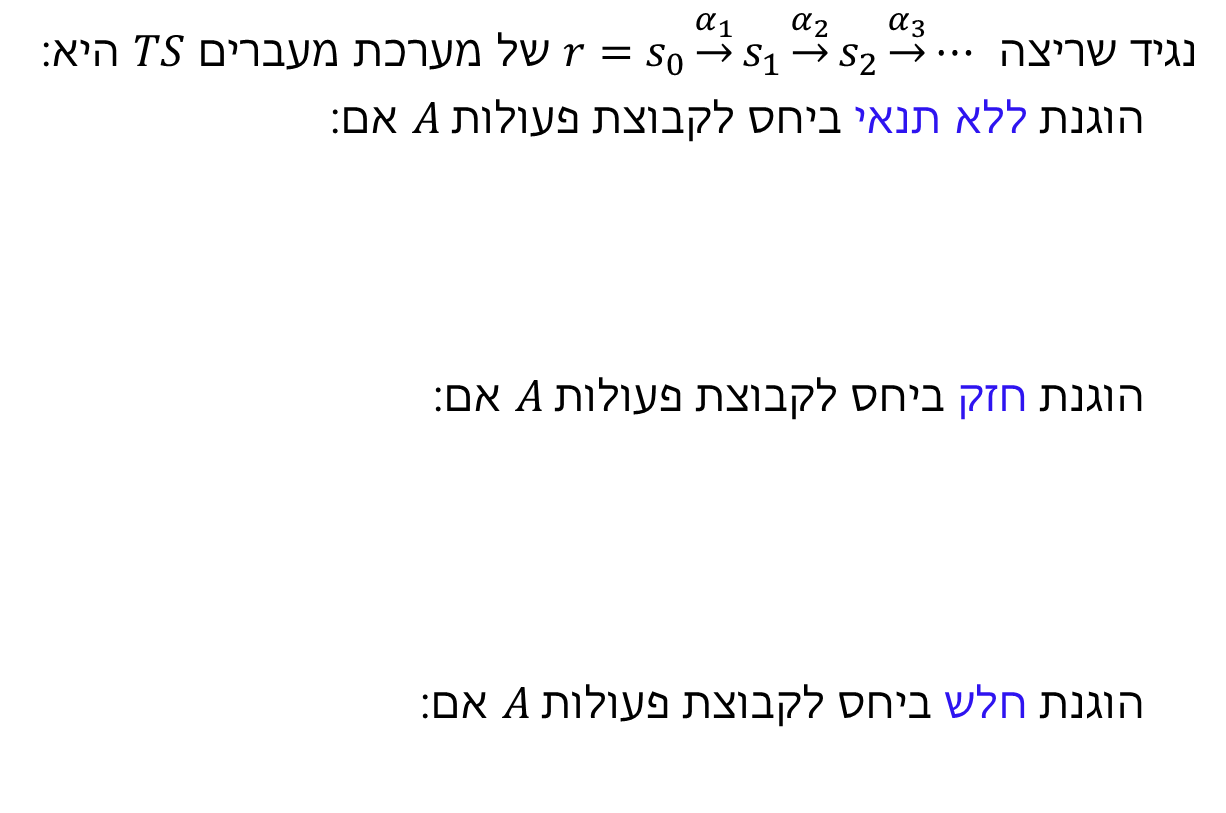 נגיד שריצה $r = s_0 \xrightarrow{\alpha_1} s_1 \xrightarrow{\alpha_2} s_2 \xrightarrow{\alpha_3} \cdots$ של מערכת מעברים $TS$ היא:
הוגנת ללא תנאי ביחס לקבוצת פעולות $A$ אם:
הוגנת חזק ביחס לקבוצת פעולות $A$ אם:
הוגנת חלש ביחס לקבוצת פעולות $A$ אם: